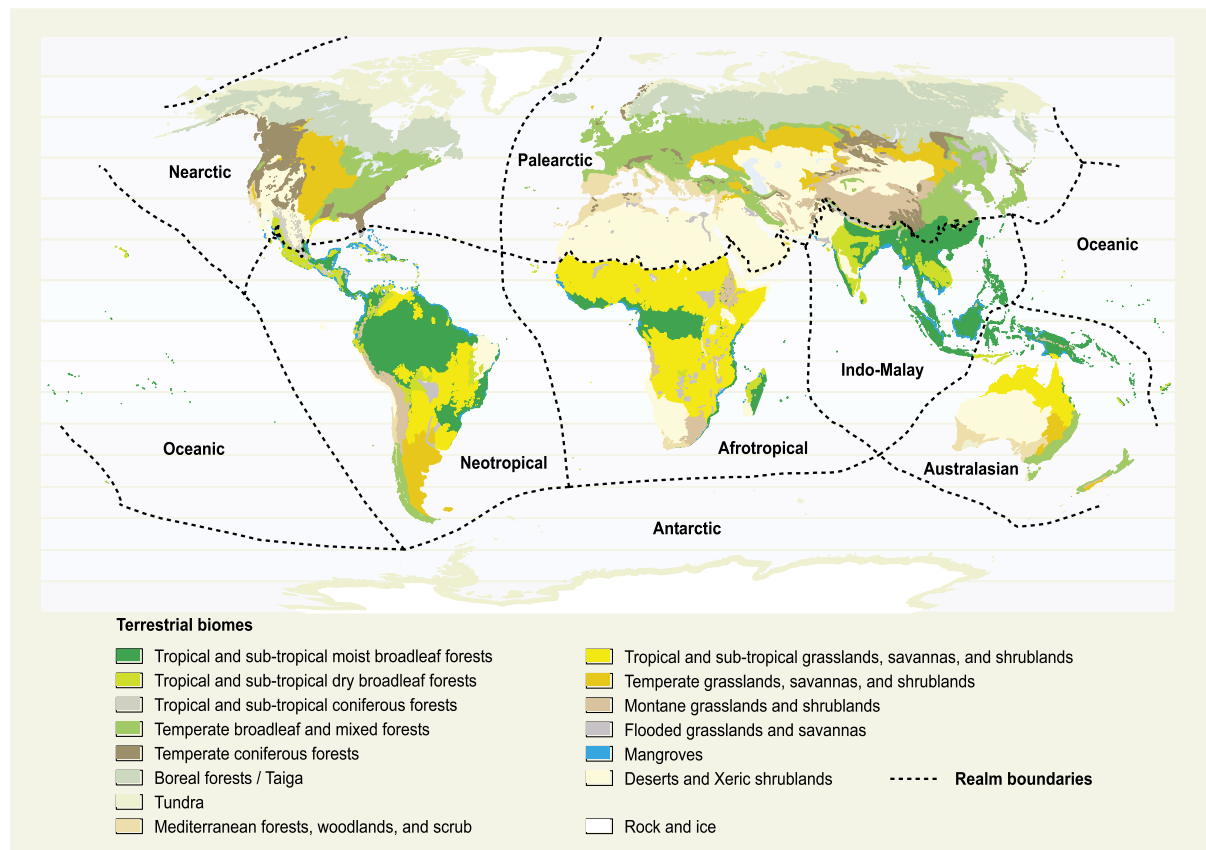 Nearctic
Palearctic
Oceanic
Indo-Malay
Oceanic
Neotropical
Afrotropical
Australasian
Antarctic
Terrestrial biomes
Tropical and sub-tropical moist broadleaf forests
Tropical and sub-tropical dry broadleaf forests
Tropical and sub-tropical coniferous forests
Temperate broadleaf and mixed forests
Temperate coniferous forests
Boreal forests / Taiga
Tundra
Mediterranean forests, woodlands, and scrub
Tropical and sub-tropical grasslands, savannas, and shrublands
Temperate grasslands, savannas, and shrublands
Montane grasslands and shrublands
Flooded grasslands and savannas
Mangroves
Deserts and Xeric shrublands
Rock and ice
Realm boundaries